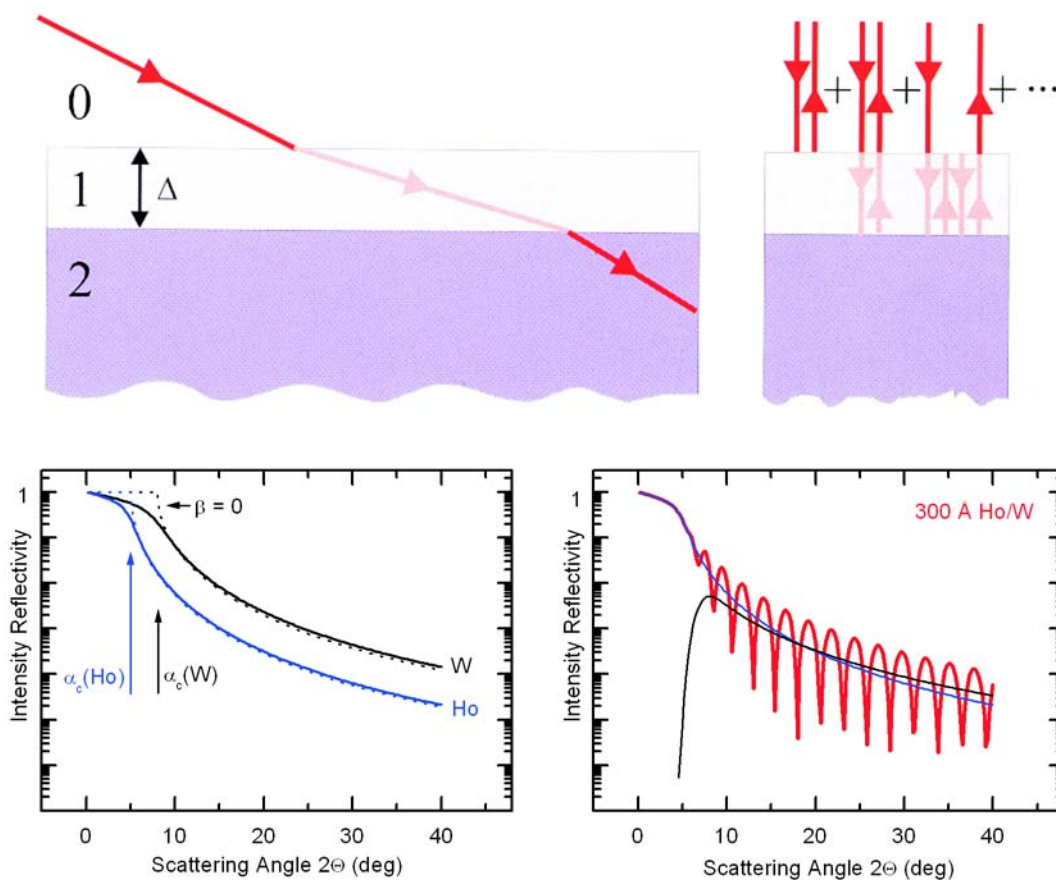 0
1
Δ
2
+ + + ···
Intensity Reflectivity
1
β = 0
α_c(Ho)
α_c(W)
W
Ho
0 10 20 30 40
Scattering Angle 2Θ (deg)
Intensity Reflectivity
1
300 Å Ho/W
0 10 20 30 40
Scattering Angle 2Θ (deg)